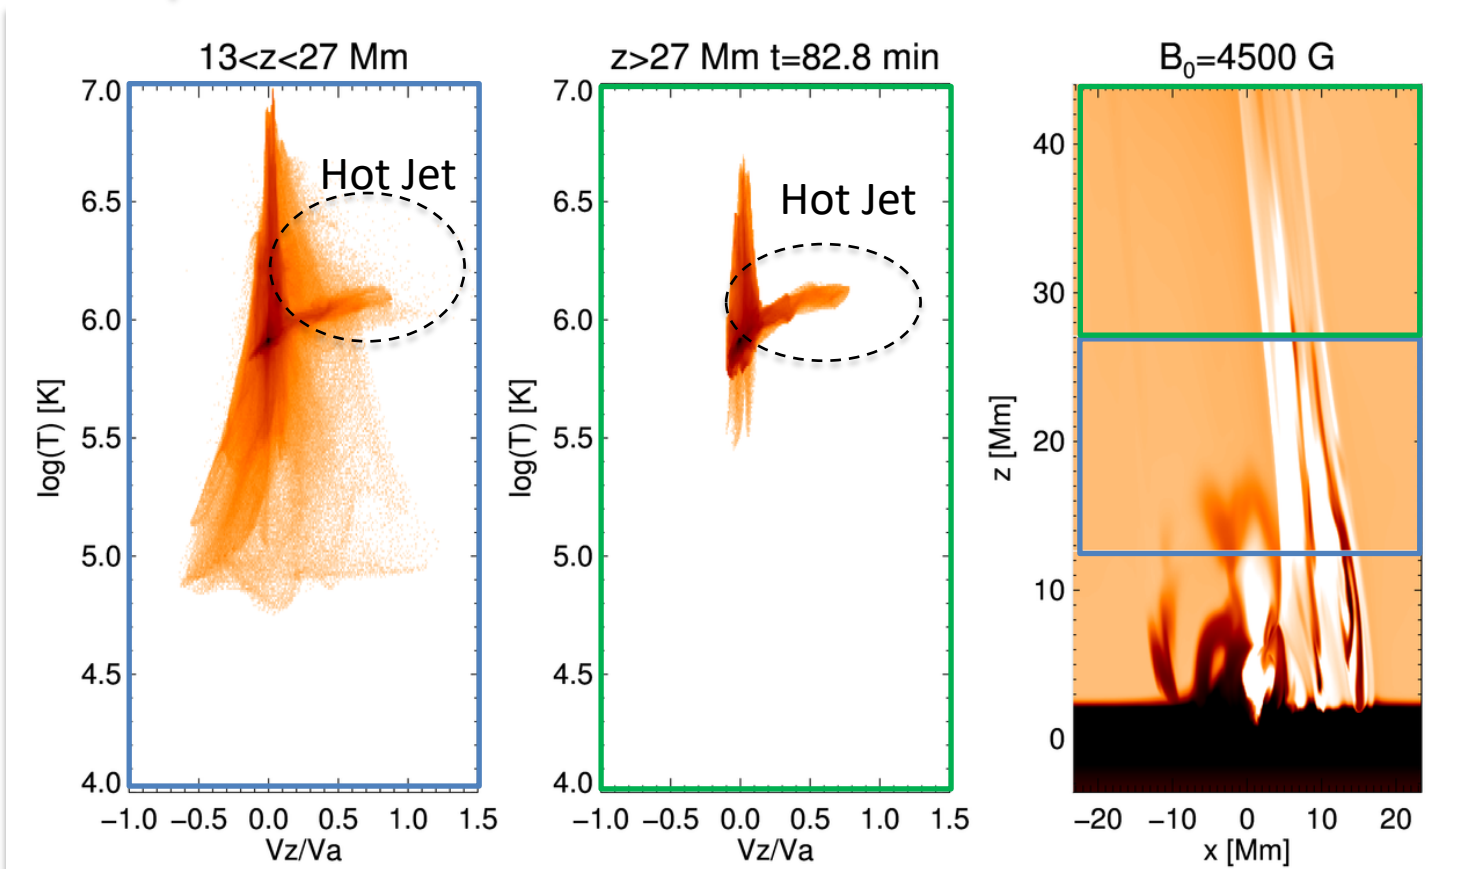 13<z<27 Mm
z>27 Mm t=82.8 min
B0=4500 G
7.0
6.5
6.0
5.5
5.0
4.5
4.0
log(T) [K]
Hot Jet
−1.0 −0.5 0.0 0.5 1.0 1.5
Vz/Va
7.0
6.5
6.0
5.5
5.0
4.5
4.0
log(T) [K]
Hot Jet
−1.0 −0.5 0.0 0.5 1.0 1.5
Vz/Va
40
30
20
10
0
z [Mm]
−20 −10 0 10 20
x [Mm]